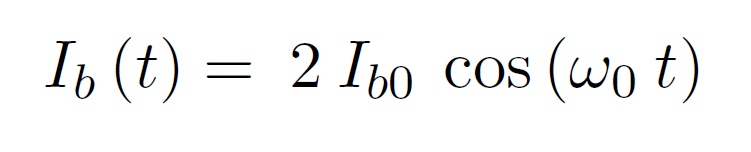 I_b (t) = 2 I_{b0} cos (ω_0 t)